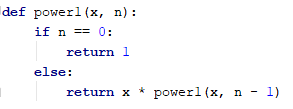 def power1(x, n):
    if n == 0:
        return 1
    else:
        return x * power1(x, n - 1)